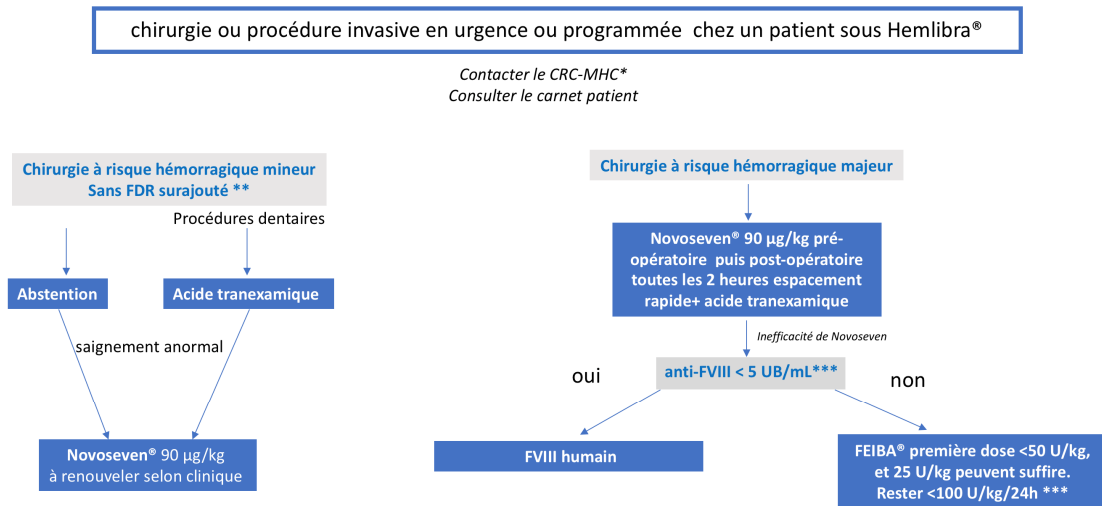 chirurgie ou procédure invasive en urgence ou programmée chez un patient sous Hemlibra®
Contacter le CRC-MHC*
Consulter le carnet patient
Chirurgie à risque hémorragique mineur
Sans FDR surajouté **
Procédures dentaires
Abstention
Acide tranexamique
saignement anormal
Novoseven® 90 µg/kg
à renouveler selon clinique
Chirurgie à risque hémorragique majeur
Novoseven® 90 µg/kg pré-
opératoire puis post-opératoire
toutes les 2 heures espacement
rapide+ acide tranexamique
Inefficacité de Novoseven
anti-FVIII < 5 UB/mL***
oui
non
FVIII humain
FEIBA® première dose <50 U/kg,
et 25 U/kg peuvent suffire.
Rester <100 U/kg/24h ***